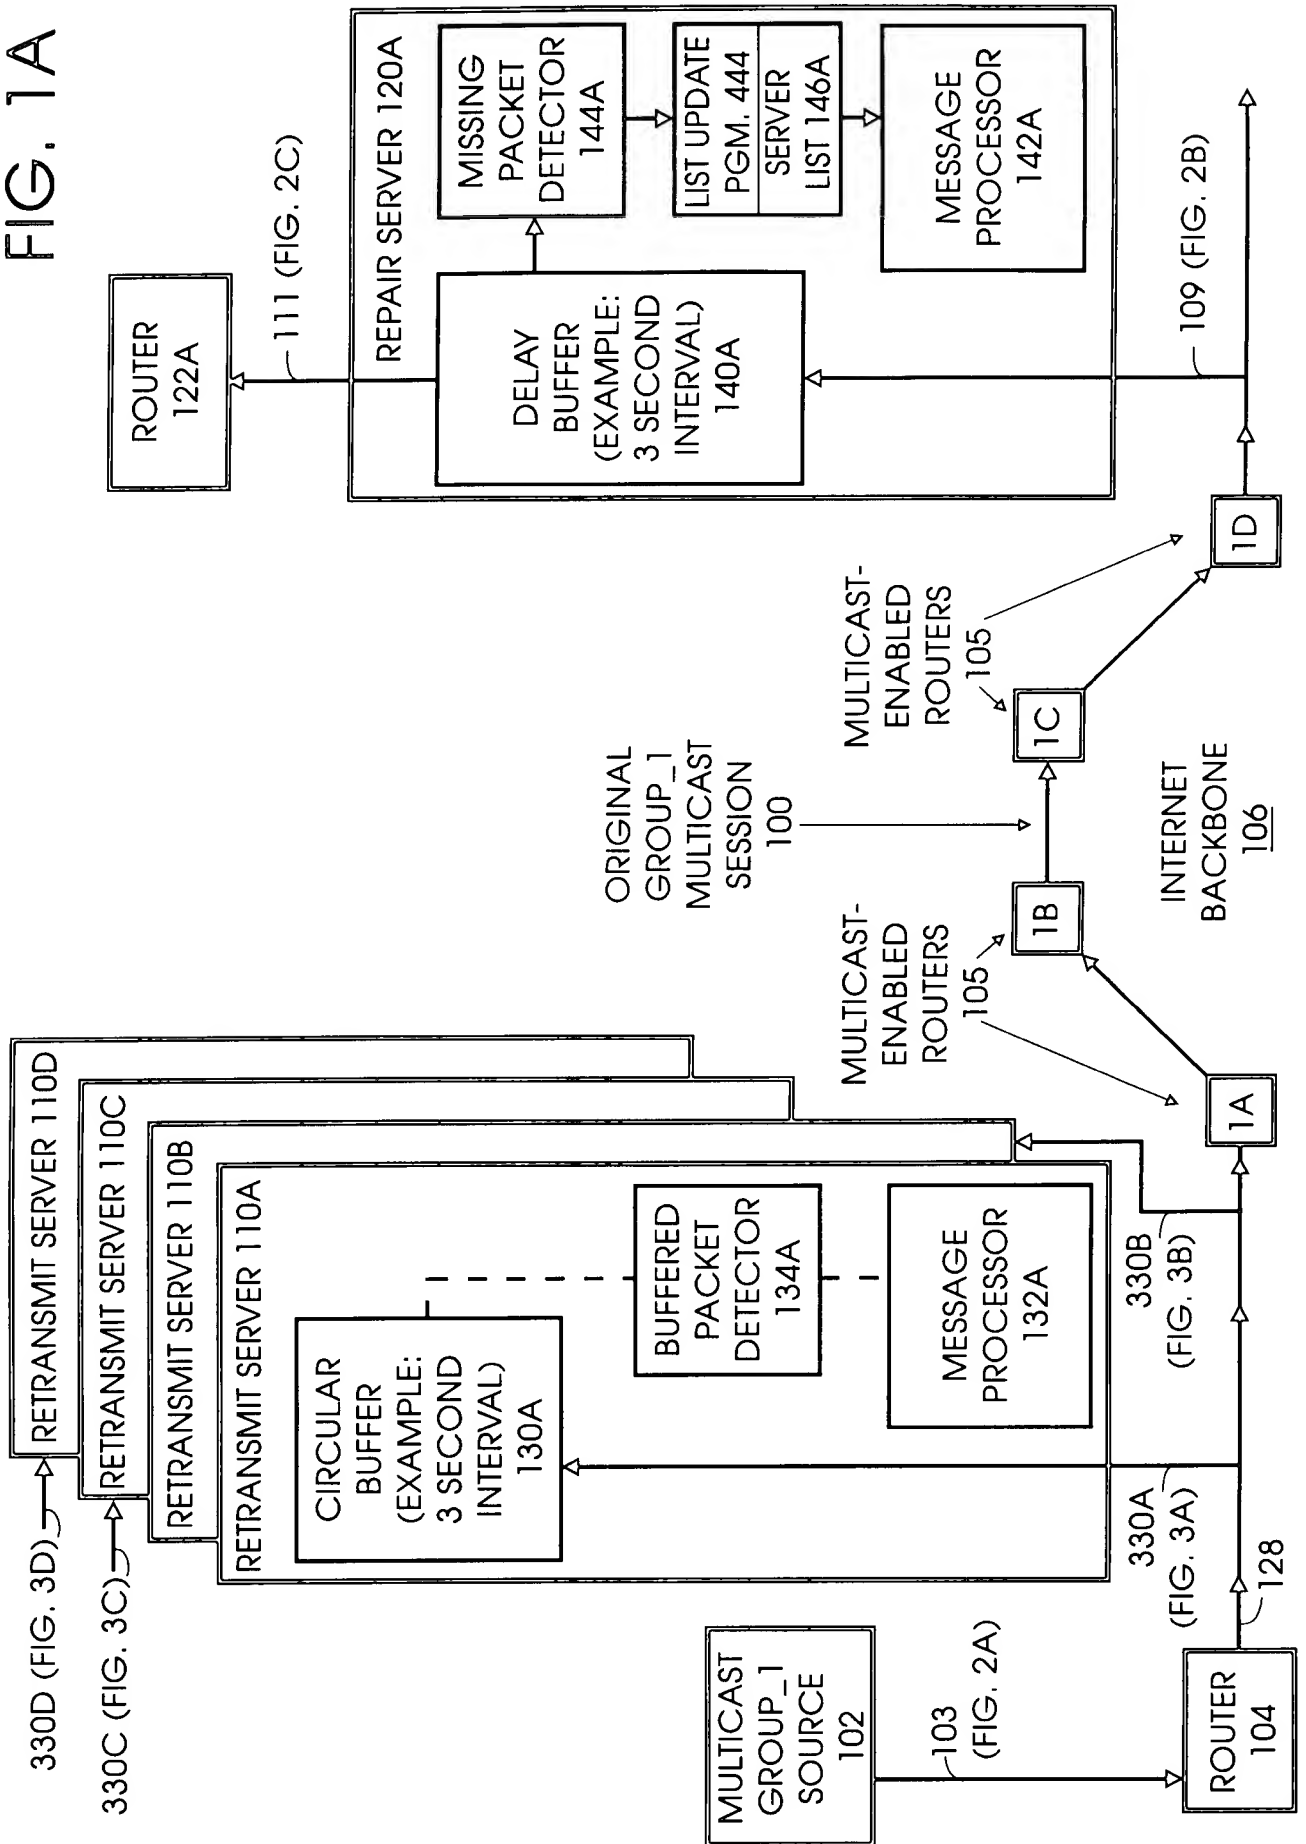 FIG. 1A
330D (FIG. 3D)
330C (FIG. 3C)
RETRANSMIT SERVER 110D
RETRANSMIT SERVER 110C
RETRANSMIT SERVER 110B
RETRANSMIT SERVER 110A
CIRCULAR
BUFFER
(EXAMPLE:
3 SECOND
INTERVAL)
130A
BUFFERED
PACKET
DETECTOR
134A
MESSAGE
PROCESSOR
132A
MULTICAST
GROUP_1
SOURCE
102
103
(FIG. 2A)
ROUTER
104
128
330A
(FIG. 3A)
330B
(FIG. 3B)
1A
1B
1C
1D
MULTICAST-
ENABLED
ROUTERS
105
ORIGINAL
GROUP_1
MULTICAST
SESSION
100
MULTICAST-
ENABLED
ROUTERS
105
INTERNET
BACKBONE
106
ROUTER
122A
111 (FIG. 2C)
REPAIR SERVER 120A
DELAY
BUFFER
(EXAMPLE:
3 SECOND
INTERVAL)
140A
MISSING
PACKET
DETECTOR
144A
LIST UPDATE
PGM. 444
SERVER
LIST 146A
MESSAGE
PROCESSOR
142A
109 (FIG. 2B)